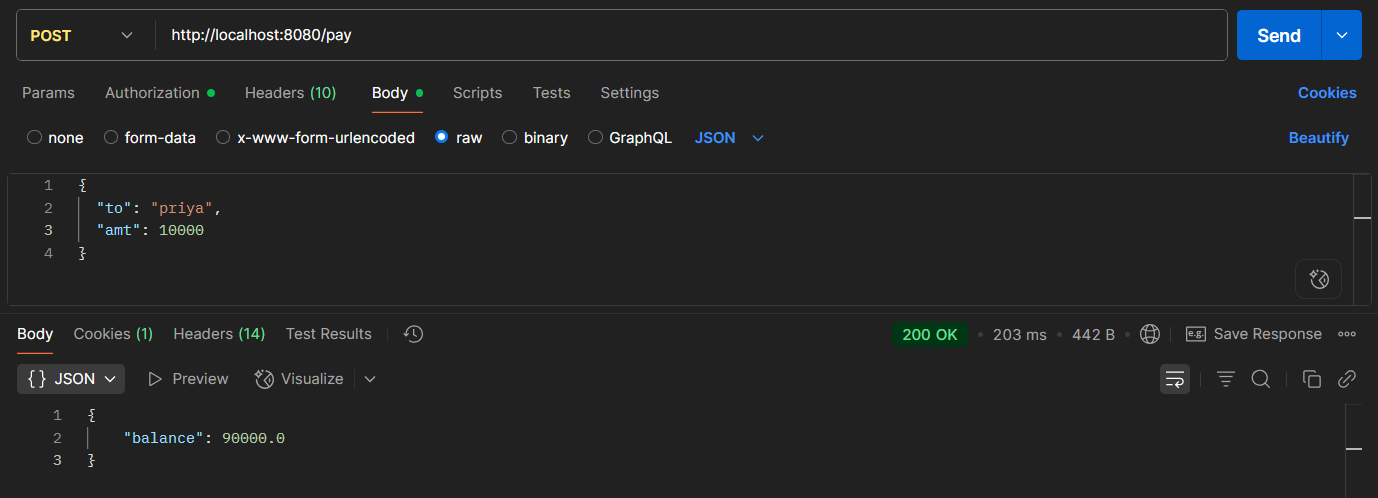 POST http://localhost:8080/pay Send
Params Authorization Headers (10) Body Scripts Tests Settings Cookies
none form-data x-www-form-urlencoded raw binary GraphQL JSON Beautify
1 {
2 "to": "priya",
3 "amt": 10000
4 }
Body Cookies (1) Headers (14) Test Results 200 OK • 203 ms • 442 B • e.g. Save Response
{} JSON Preview Visualize
1 {
2 "balance": 90000.0
3 }